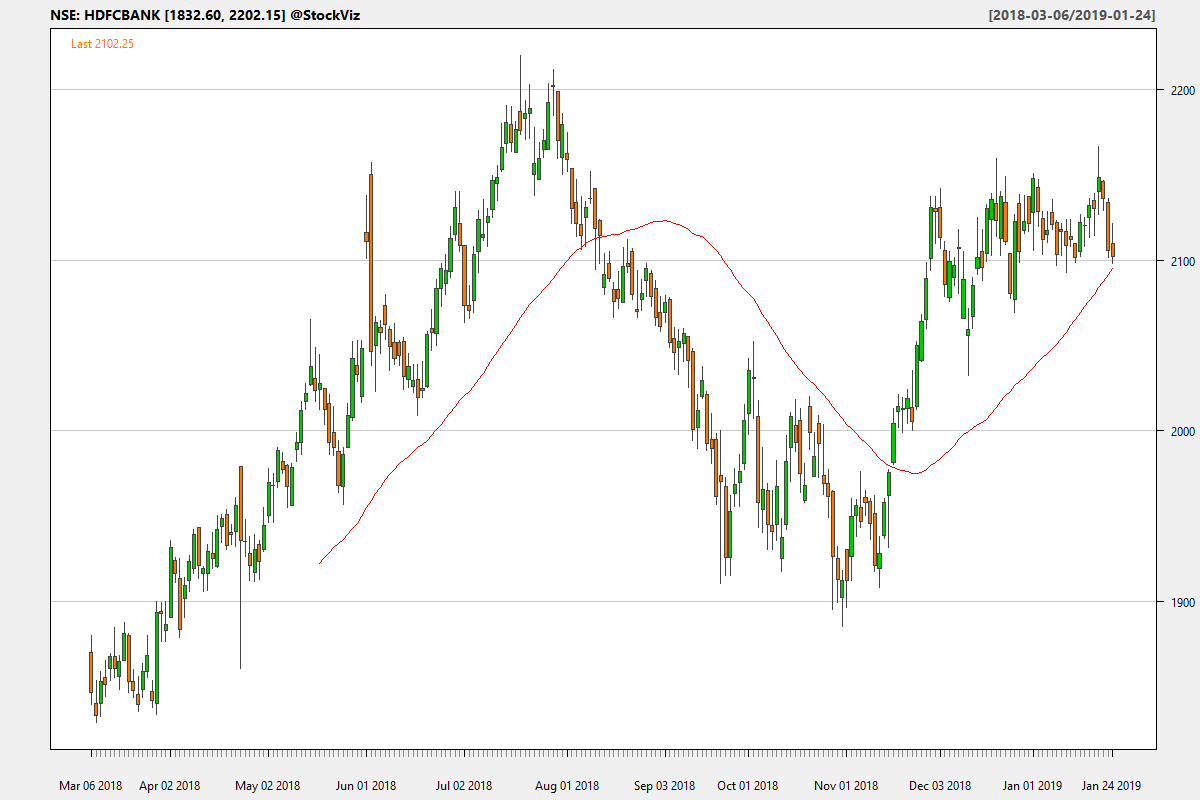 NSE: HDFCBANK [1832.60, 2202.15] @StockViz [2018-03-06/2019-01-24]
Last 2102.25
2200
2100
2000
1900
Mar 06 2018 Apr 02 2018 May 02 2018 Jun 01 2018 Jul 02 2018 Aug 01 2018 Sep 03 2018 Oct 01 2018 Nov 01 2018 Dec 03 2018 Jan 01 2019 Jan 24 2019